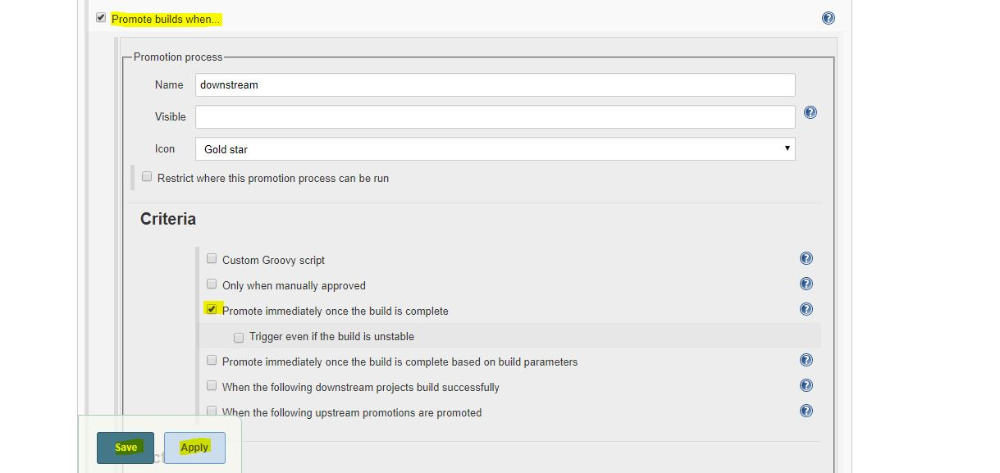 Promote builds when...
Promotion process
Name downstream
Visible
Icon Gold star
Restrict where this promotion process can be run
Criteria
Custom Groovy script
Only when manually approved
Promote immediately once the build is complete
Trigger even if the build is unstable
Promote immediately once the build is complete based on build parameters
When the following downstream projects build successfully
When the following upstream promotions are promoted
Save Apply